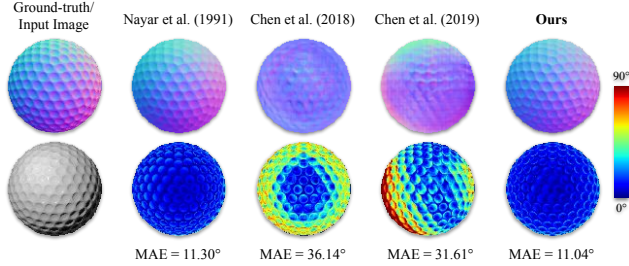 Ground-truth/
Input Image
Nayar et al. (1991)
Chen et al. (2018)
Chen et al. (2019)
Ours
90°
0°
MAE = 11.30°
MAE = 36.14°
MAE = 31.61°
MAE = 11.04°